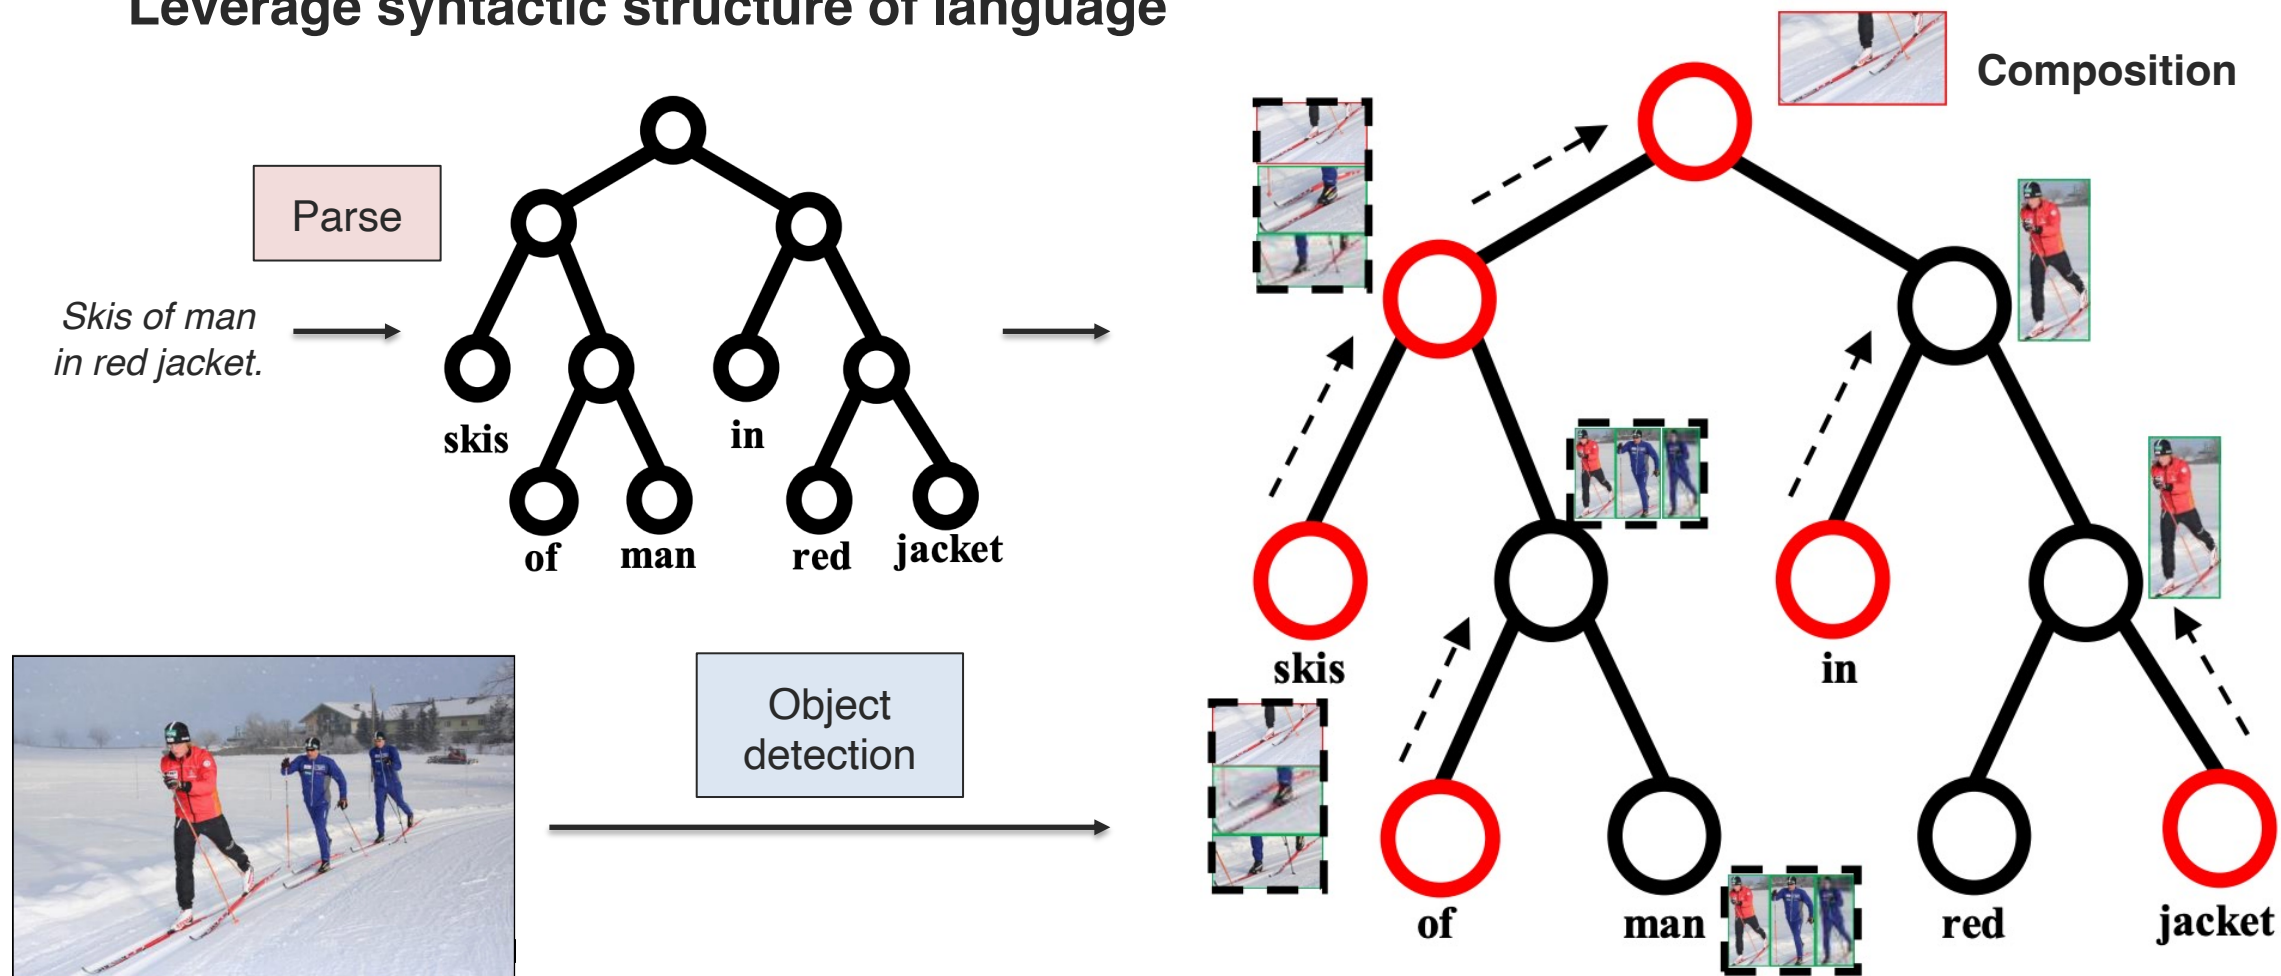 Leverage syntactic structure of language
Composition
Parse
Skis of man
in red jacket.
skis
in
of
man
red
jacket
Object
detection
skis
in
of
man
red
jacket